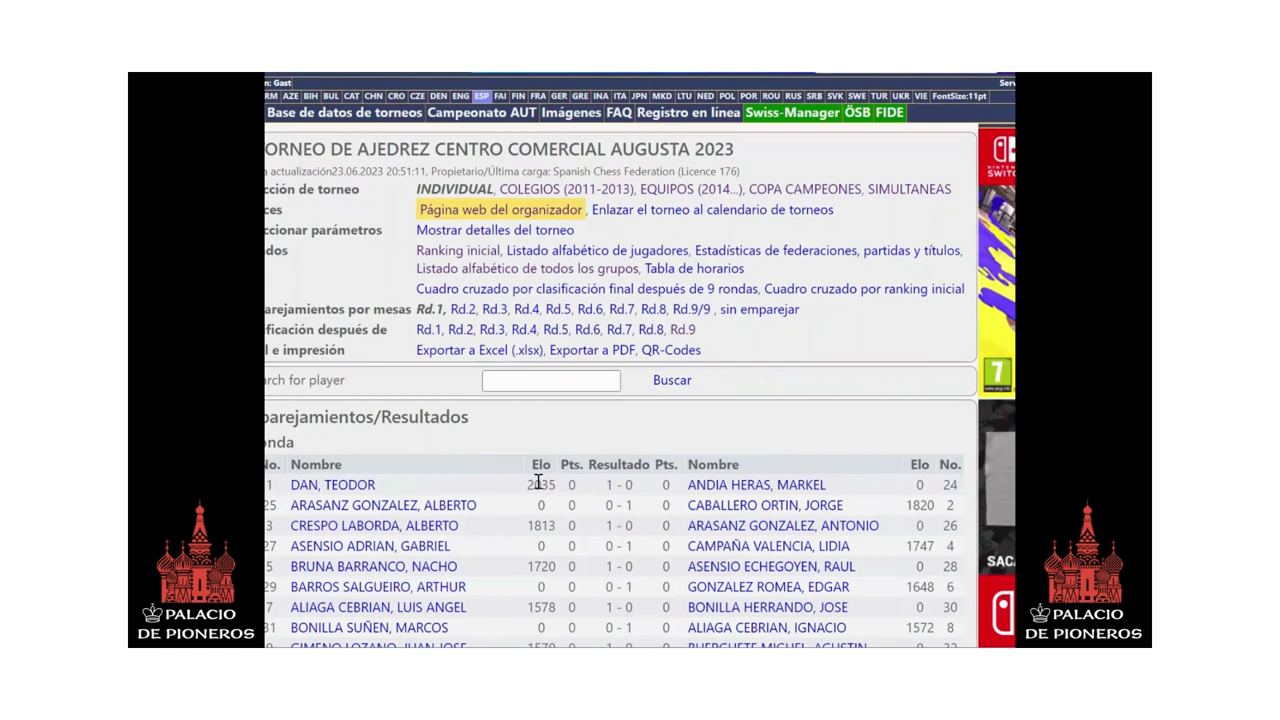 n: Gast Serv
RM AZE BIH BUL CAT CHN CRO CZE DEN ENG ESP FAI FIN FRA GER GRE INA ITA JPN MKD LTU NED POL POR ROU RUS SRB SVK SWE TUR UKR VIE FontSize:11pt
Base de datos de torneos Campeonato AUT Imágenes FAQ Registro en línea Swiss-Manager ÖSB FIDE
ORNEO DE AJEDREZ CENTRO COMERCIAL AUGUSTA 2023
a actualización23.06.2023 20:51:11, Propietario/Última carga: Spanish Chess Federation (Licence 176)
cción de torneo INDIVIDUAL, COLEGIOS (2011-2013), EQUIPOS (2014...), COPA CAMPEONES, SIMULTANEAS
ces Página web del organizador, Enlazar el torneo al calendario de torneos
ccionar parámetros Mostrar detalles del torneo
dos Ranking inicial, Listado alfabético de jugadores, Estadísticas de federaciones, partidas y títulos,
Listado alfabético de todos los grupos, Tabla de horarios
Cuadro cruzado por clasificación final después de 9 rondas, Cuadro cruzado por ranking inicial
arejamientos por mesas Rd.1, Rd.2, Rd.3, Rd.4, Rd.5, Rd.6, Rd.7, Rd.8, Rd.9/9 , sin emparejar
ificación después de Rd.1, Rd.2, Rd.3, Rd.4, Rd.5, Rd.6, Rd.7, Rd.8, Rd.9
l e impresión Exportar a Excel (.xlsx), Exportar a PDF, QR-Codes
rch for player Buscar
arejamientos/Resultados
nda
No. Nombre Elo Pts. Resultado Pts. Nombre Elo No.
1 DAN, TEODOR 0 1 - 0 0 ANDIA HERAS, MARKEL 0 24
25 ARASANZ GONZALEZ, ALBERTO 0 0 0 - 1 0 CABALLERO ORTIN, JORGE 1820 2
3 CRESPO LABORDA, ALBERTO 1813 0 1 - 0 0 ARASANZ GONZALEZ, ANTONIO 0 26
27 ASENSIO ADRIAN, GABRIEL 0 0 0 - 1 0 CAMPAÑA VALENCIA, LIDIA 1747 4
5 BRUNA BARRANCO, NACHO 1720 0 1 - 0 0 ASENSIO ECHEGOYEN, RAUL 0 28
29 BARROS SALGUEIRO, ARTHUR 0 0 0 - 1 0 GONZALEZ ROMEA, EDGAR 1648 6
7 ALIAGA CEBRIAN, LUIS ANGEL 1578 0 1 - 0 0 BONILLA HERRANDO, JOSE 0 30
31 BONILLA SUÑEN, MARCOS 0 0 0 - 1 0 ALIAGA CEBRIAN, IGNACIO 1572 8
GIMENO LOZANO, JUAN JOSE
7
SAC
PALACIO
DE PIONEROS
PALACIO
DE PIONEROS